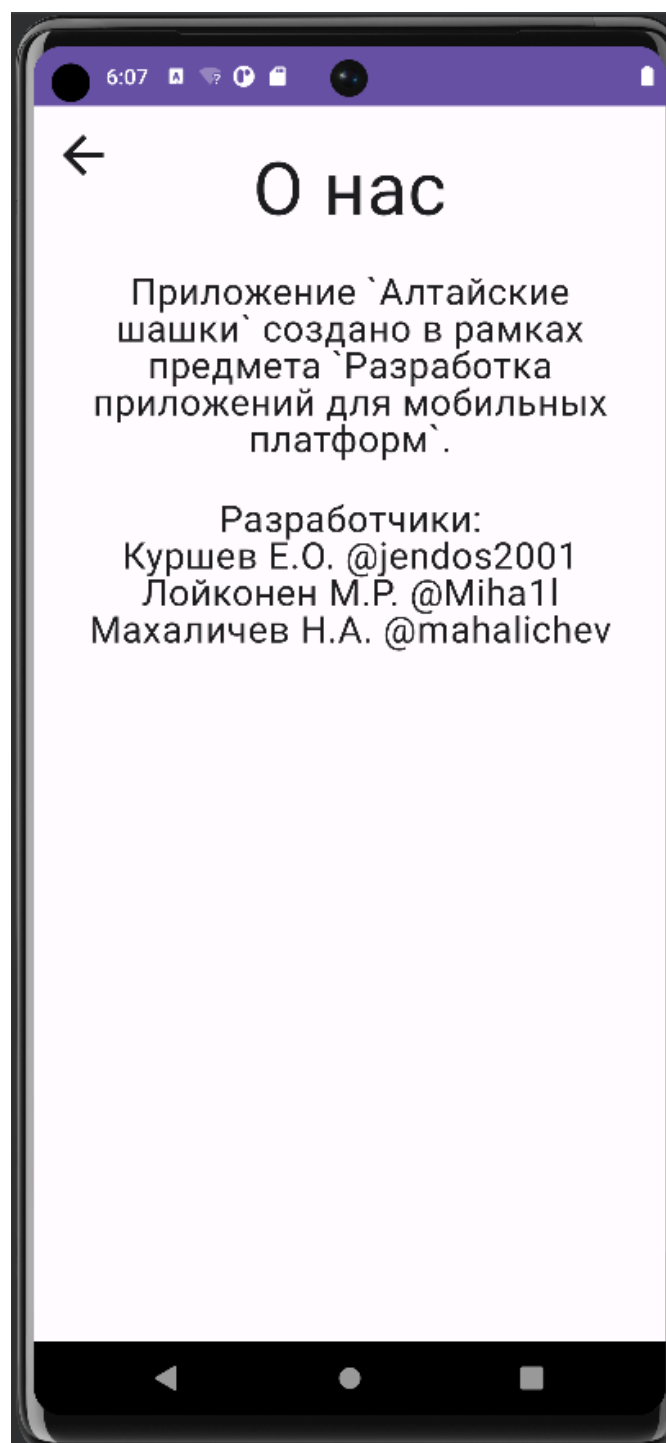 6:07
О нас
Приложение `Алтайские
шашки` создано в рамках
предмета `Разработка
приложений для мобильных
платформ`.
Разработчики:
Куршев Е.О. @jendos2001
Лойконен М.Р. @Miha1l
Махаличев Н.А. @mahalichev